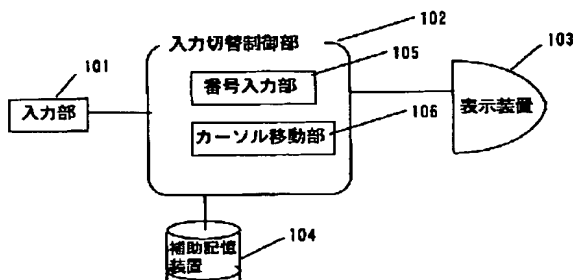 102
入力切替制御部
105
103
101
番号入力部
入力部
表示装置
106
カーソル移動部
104
補助記憶
装置